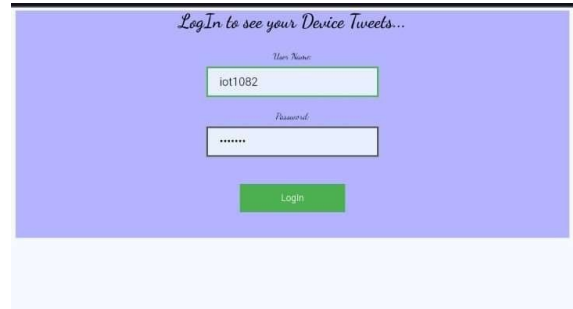 LogIn to see your Device Tweets...
User Name:
iot1082
Password:
•••••••
LogIn